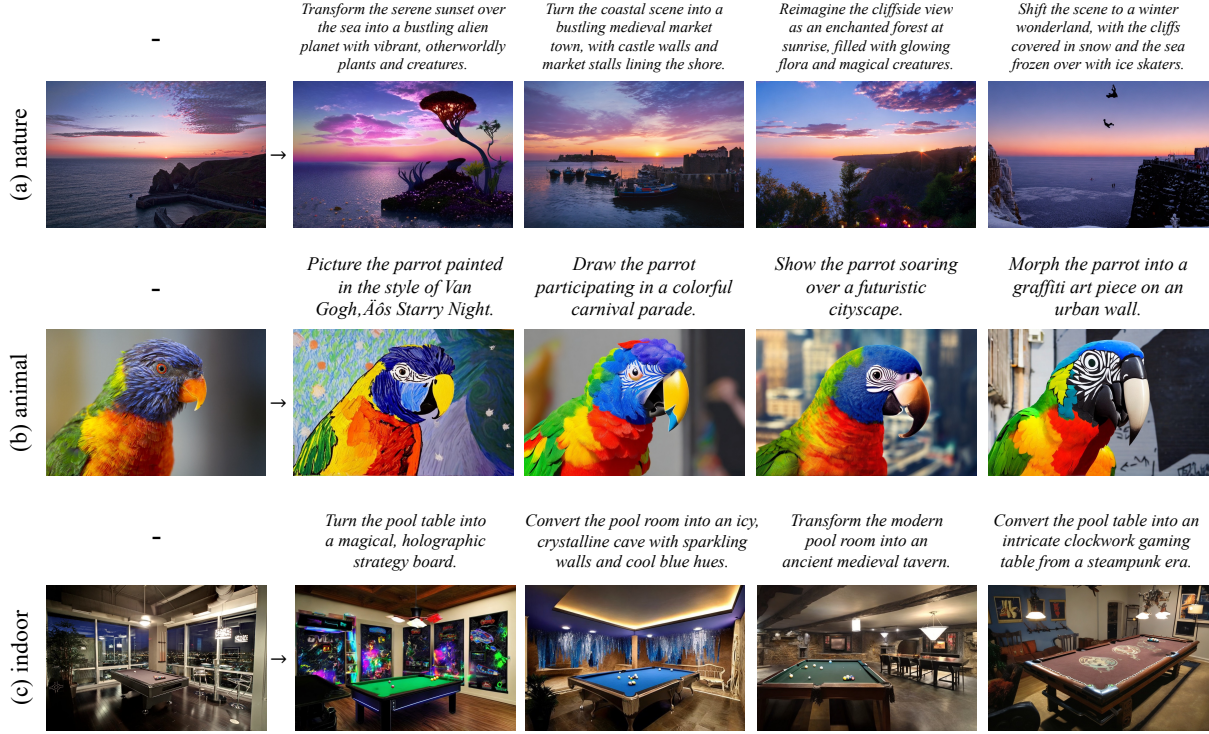 -
Transform the serene sunset over
the sea into a bustling alien
planet with vibrant, otherworldly
plants and creatures.
Turn the coastal scene into a
bustling medieval market
town, with castle walls and
market stalls lining the shore.
Reimagine the cliffside view
as an enchanted forest at
sunrise, filled with glowing
flora and magical creatures.
Shift the scene to a winter
wonderland, with the cliffs
covered in snow and the sea
frozen over with ice skaters.
(a) nature
→
-
Picture the parrot painted
in the style of Van
Gogh‚Äôs Starry Night.
Draw the parrot
participating in a colorful
carnival parade.
Show the parrot soaring
over a futuristic
cityscape.
Morph the parrot into a
graffiti art piece on an
urban wall.
(b) animal
→
-
Turn the pool table into
a magical, holographic
strategy board.
Convert the pool room into an icy,
crystalline cave with sparkling
walls and cool blue hues.
Transform the modern
pool room into an
ancient medieval tavern.
Convert the pool table into an
intricate clockwork gaming
table from a steampunk era.
(c) indoor
→